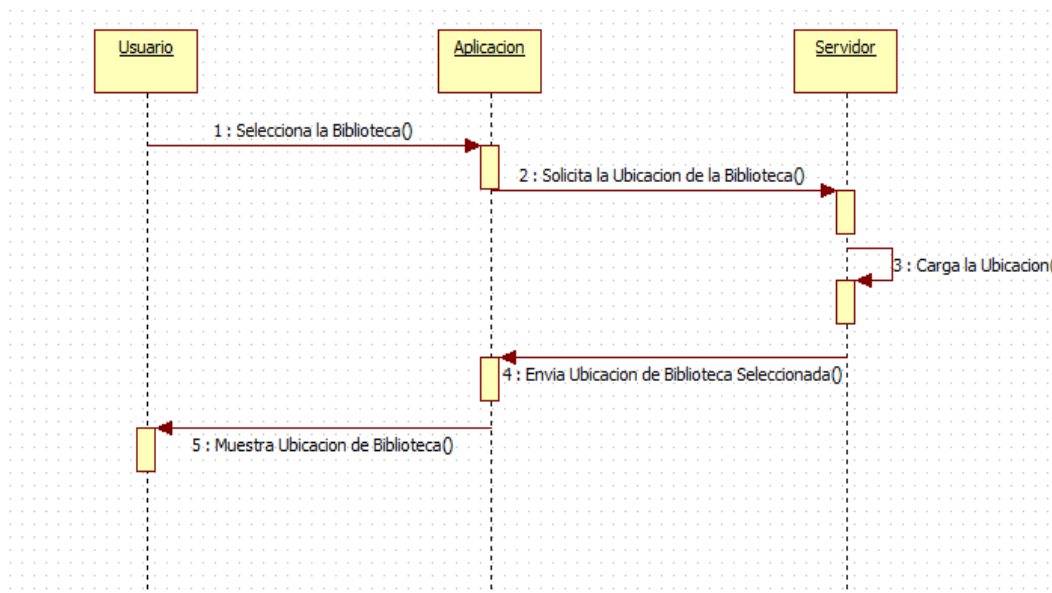 Usuario
Aplicacion
Servidor
1 : Selecciona la Biblioteca()
2 : Solicita la Ubicacion de la Biblioteca()
3 : Carga la Ubicacion(
4 : Envia Ubicacion de Biblioteca Seleccionada()
5 : Muestra Ubicacion de Biblioteca()